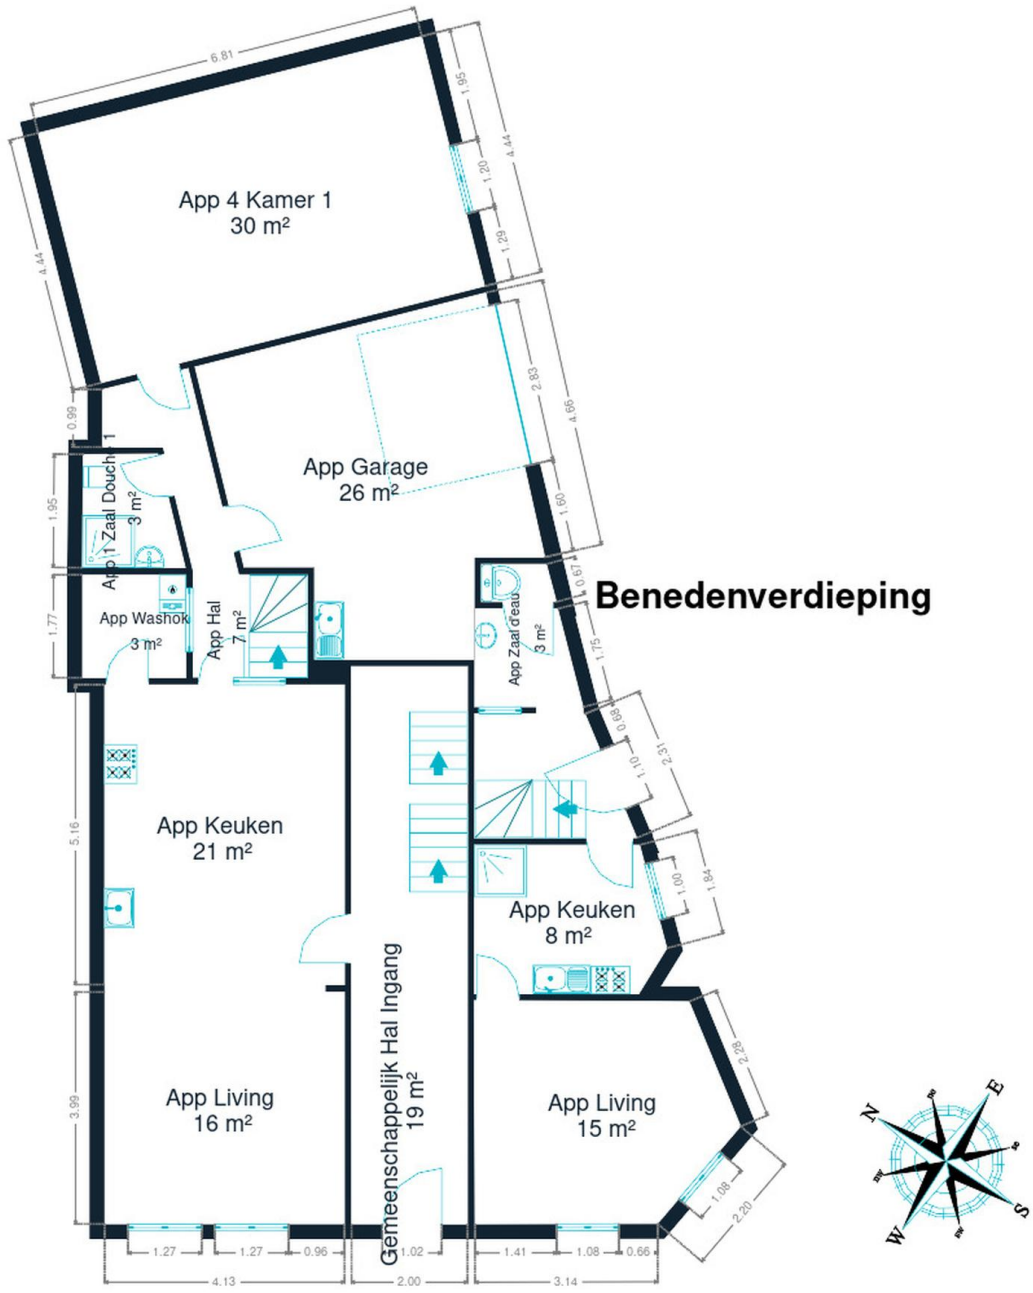 6.81
1.95
4.44
1.20
App 4 Kamer 1
30 m²
1.29
4.44
2.83
4.66
0.99
App Garage
26 m²
App 1 Zaal Douche 1
3 m²
1.95
1.60
0.67
Benedenverdieping
App Washok
3 m²
App Hal
7 m²
App Zaal d'eau
3 m²
1.77
1.75
0.68
2.31
1.10
App Keuken
21 m²
5.16
1.00
1.84
App Keuken
8 m²
Gemeenschappelijk Hal Ingang
19 m²
2.28
App Living
16 m²
App Living
15 m²
3.99
1.08
2.20
N
ne
E
se
S
sw
W
nw
1.27
1.27
0.96
1.02
1.41
1.08
0.66
4.13
2.00
3.14